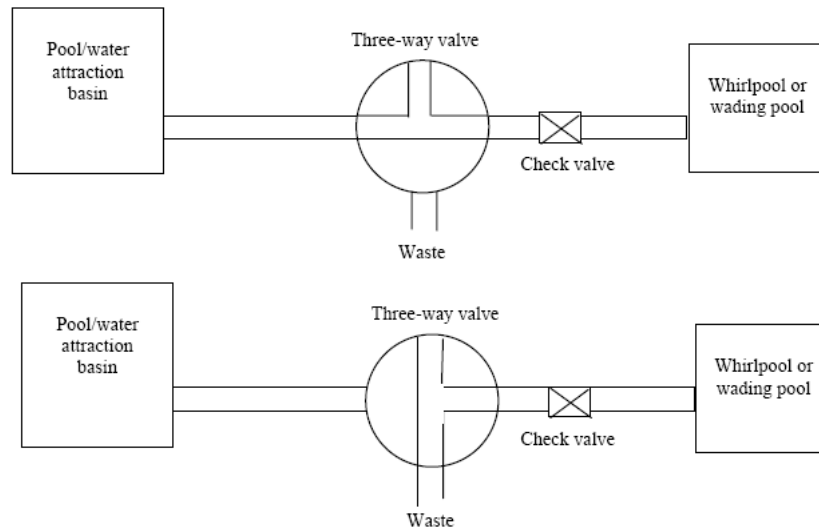 Pool/water
attraction
basin
Three-way valve
Whirlpool or
wading pool
Check valve
Waste
Pool/water
attraction
basin
Three-way valve
Whirlpool or
wading pool
Check valve
Waste